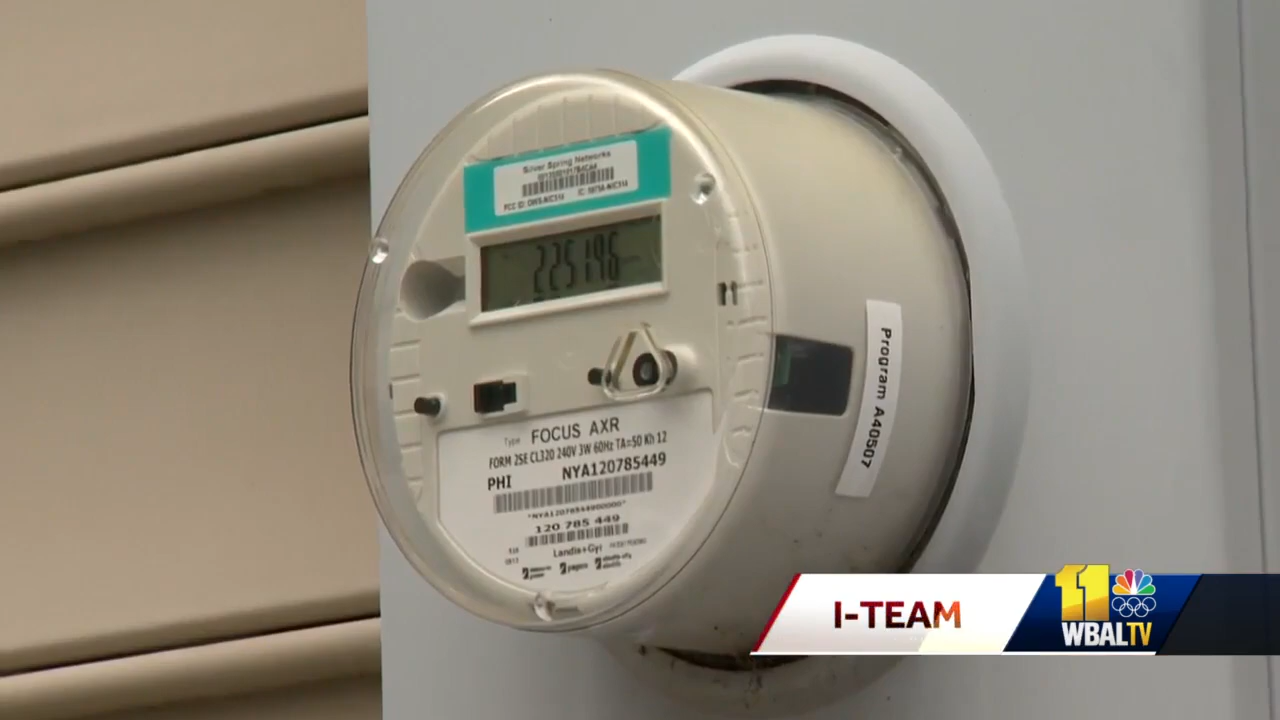 Silver Spring Networks
225196
Type FOCUS AXR
FORM 2SE CL320 240V 3W 60Hz TA=50 Kh 12
PHI NYA120785449
120 785 449
Landis+Gyr
pepco
Program A40507
I-TEAM
11
WBALTV